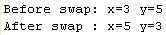 Before swap: x=3 y=5
After swap : x=5 y=3